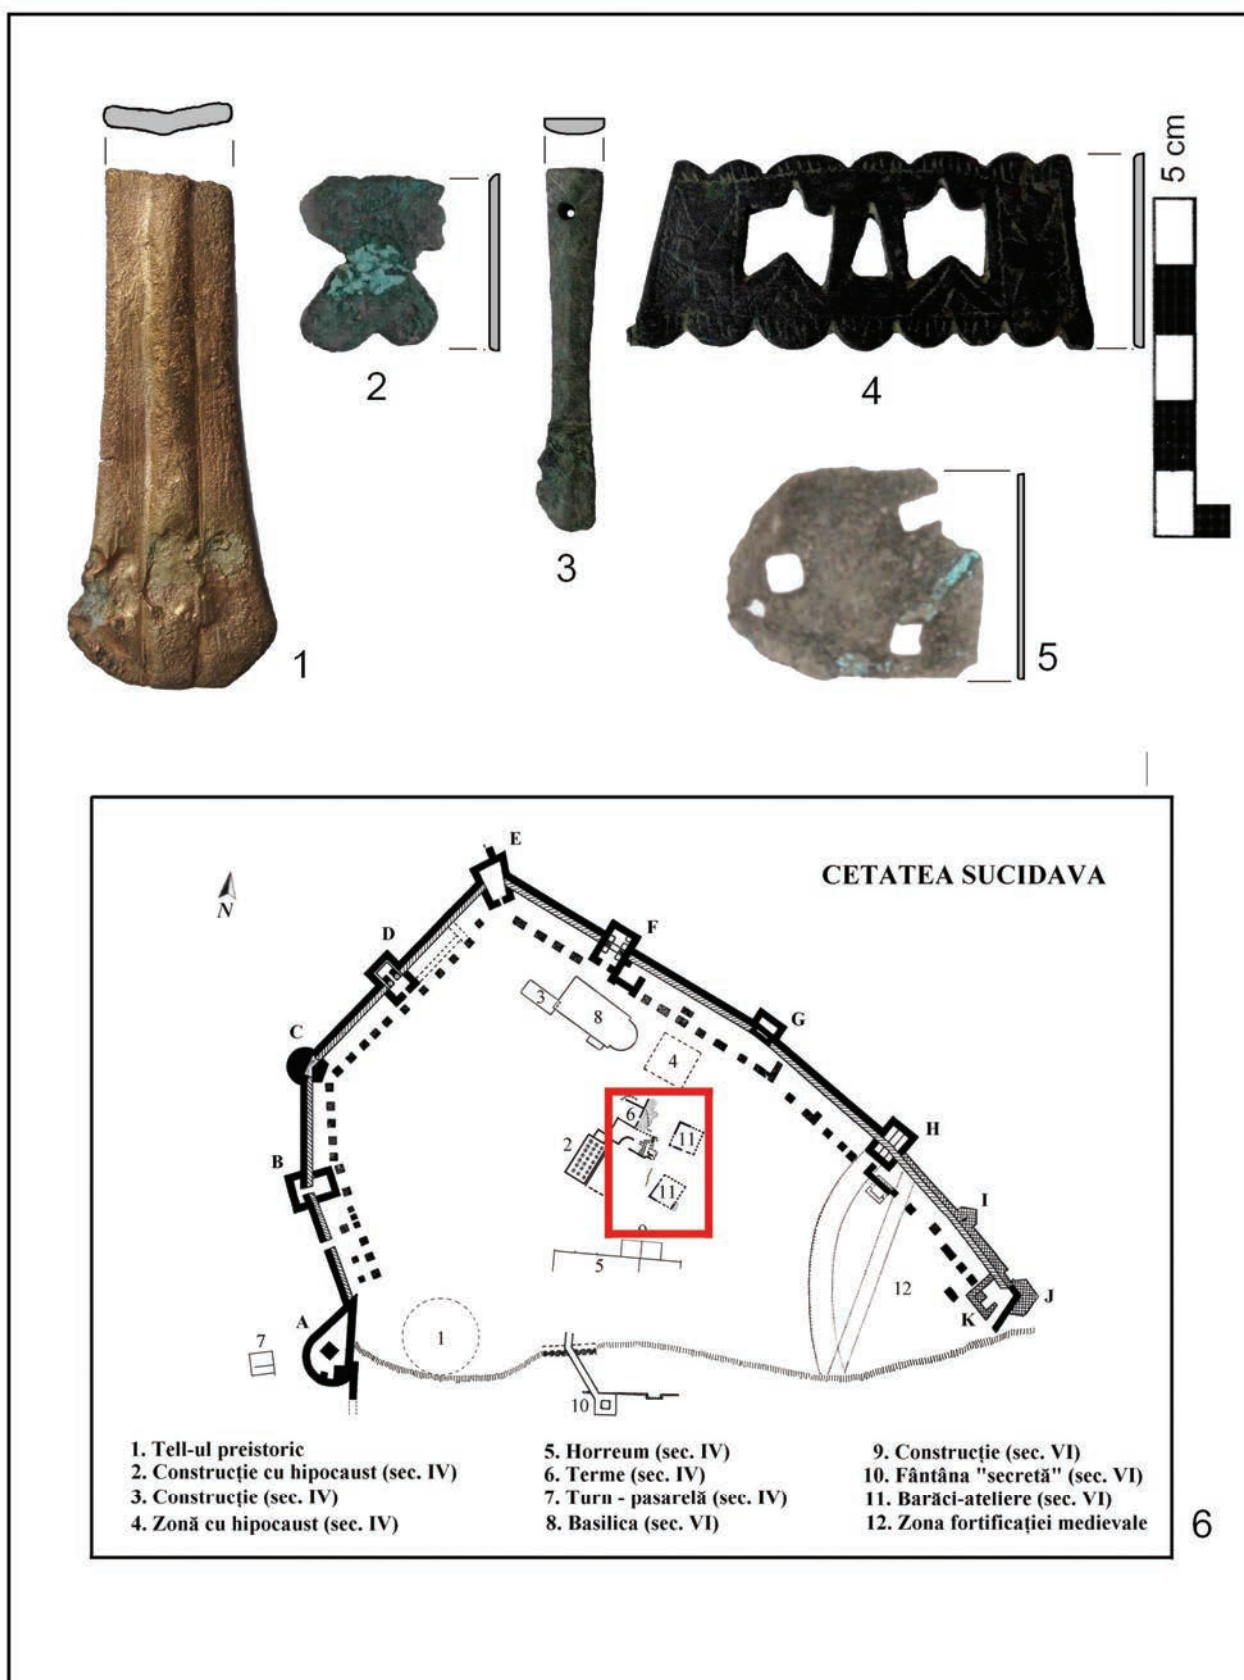 5 cm
1
2
3
4
5
CETATEA SUCIDAVA
N
E
D
F
C
G
B
H
I
A
K
J
3
8
4
6
2
11
11
9
5
12
7
1
10
1. Tell-ul preistoric
2. Construcție cu hipocaust (sec. IV)
3. Construcție (sec. IV)
4. Zonă cu hipocaust (sec. IV)
5. Horreum (sec. IV)
6. Terme (sec. IV)
7. Turn - pasarelă (sec. IV)
8. Basilica (sec. VI)
9. Construcție (sec. VI)
10. Fântâna "secretă" (sec. VI)
11. Barăci-ateliere (sec. VI)
12. Zona fortificației medievale
6